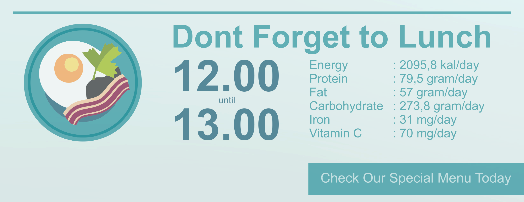 Dont Forget to Lunch
12.00
until
13.00
Energy : 2095,8 kal/day
Protein : 79,5 gram/day
Fat : 57 gram/day
Carbohydrate : 273,8 gram/day
Iron : 31 mg/day
Vitamin C : 70 mg/day
Check Our Special Menu Today